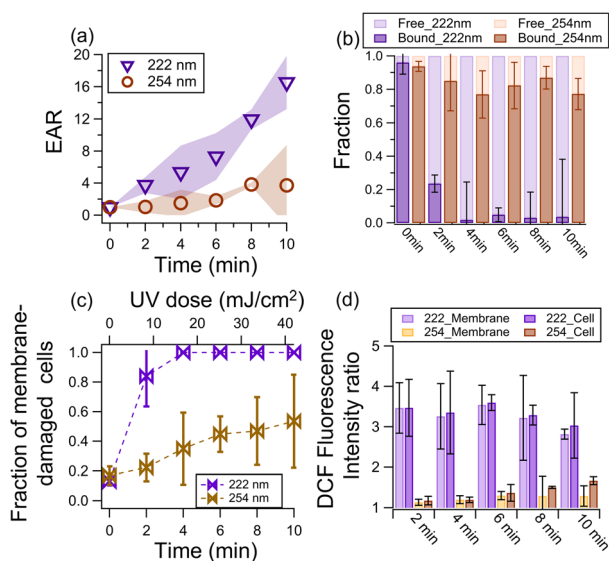 (a)
222 nm
254 nm
EAR
20
16
12
8
4
0
0 2 4 6 8 10
Time (min)
(b)
Free_222nm Free_254nm
Bound_222nm Bound_254nm
Fraction
1.0
0.8
0.6
0.4
0.2
0.0
0min 2min 4min 6min 8min 10min
(c)
UV dose (mJ/cm²)
0 10 20 30 40
Fraction of membrane-
damaged cells
1.0
0.8
0.6
0.4
0.2
0.0
222 nm
254 nm
0 2 4 6 8 10
Time (min)
(d)
222_Membrane 222_Cell
254_Membrane 254_Cell
DCF Fluorescence
Intensity ratio
5
4
3
2
1
2 min 4 min 6 min 8 min 10 min